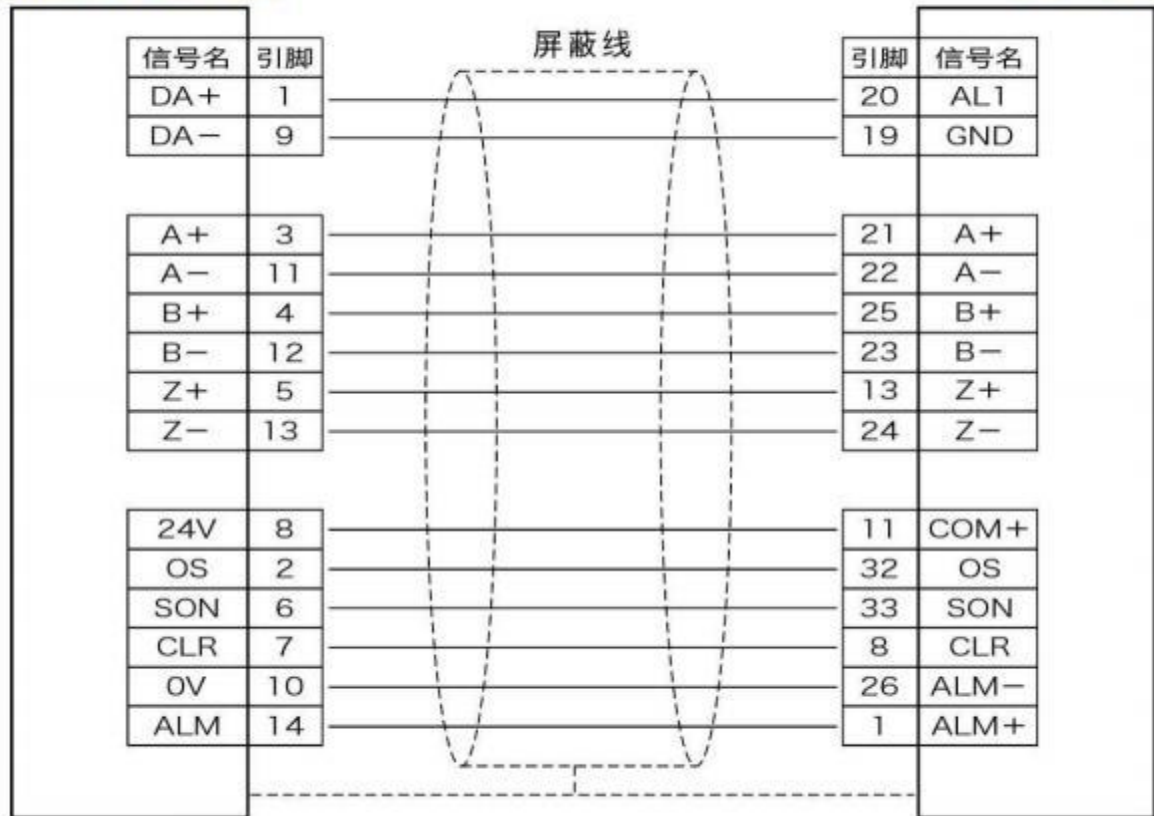 屏蔽线
信号名 引脚 引脚 信号名
DA+ 1 20 AL1
DA− 9 19 GND
A+ 3 21 A+
A− 11 22 A−
B+ 4 25 B+
B− 12 23 B−
Z+ 5 13 Z+
Z− 13 24 Z−
24V 8 11 COM+
OS 2 32 OS
SON 6 33 SON
CLR 7 8 CLR
0V 10 26 ALM−
ALM 14 1 ALM+